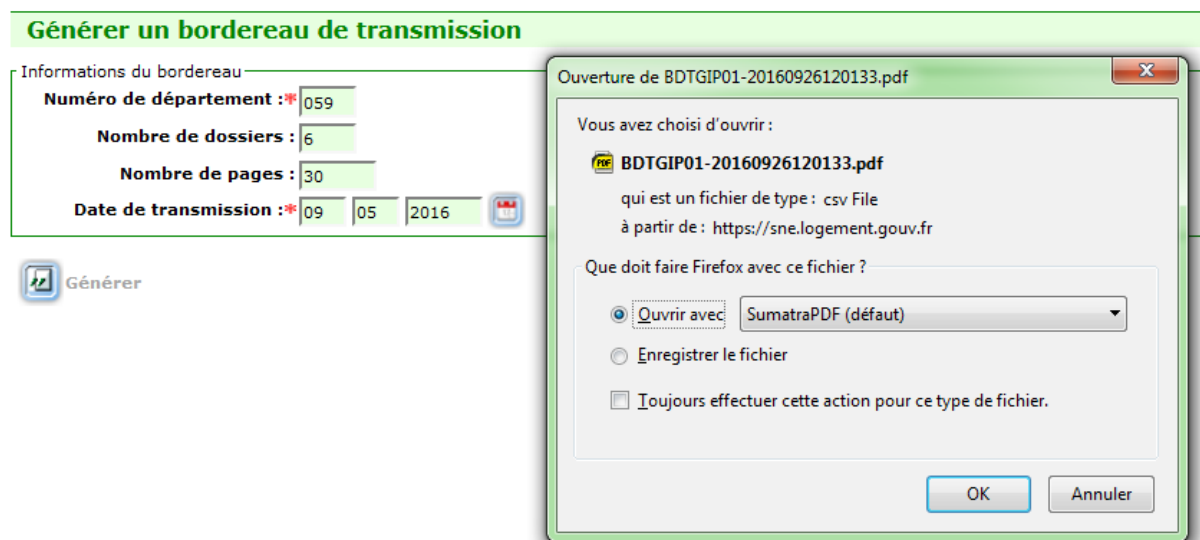 Générer un bordereau de transmission
Informations du bordereau
Numéro de département :* 059
Nombre de dossiers : 6
Nombre de pages : 30
Date de transmission :* 09 05 2016
Générer
Ouverture de BDTGIP01-20160926120133.pdf
X
Vous avez choisi d'ouvrir :
PDF BDTGIP01-20160926120133.pdf
qui est un fichier de type : csv File
à partir de : https://sne.logement.gouv.fr
Que doit faire Firefox avec ce fichier ?
Ouvrir avec SumatraPDF (défaut)
Enregistrer le fichier
Toujours effectuer cette action pour ce type de fichier.
OK Annuler